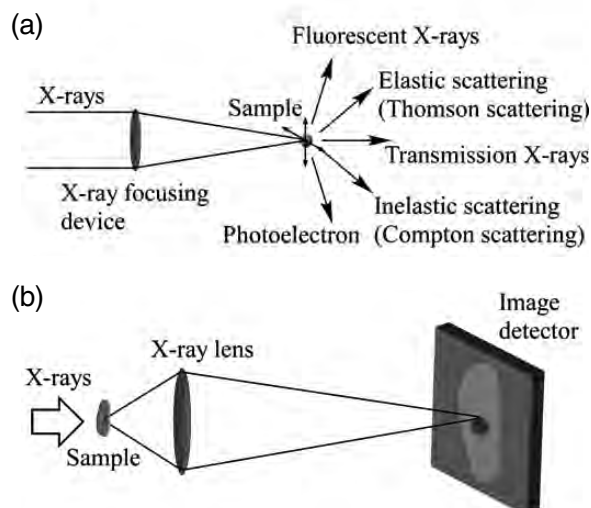 (a)
Fluorescent X-rays
X-rays
Sample
Elastic scattering
(Thomson scattering)
Transmission X-rays
X-ray focusing
device
Inelastic scattering
(Compton scattering)
Photoelectron
(b)
Image
detector
X-ray lens
X-rays
Sample